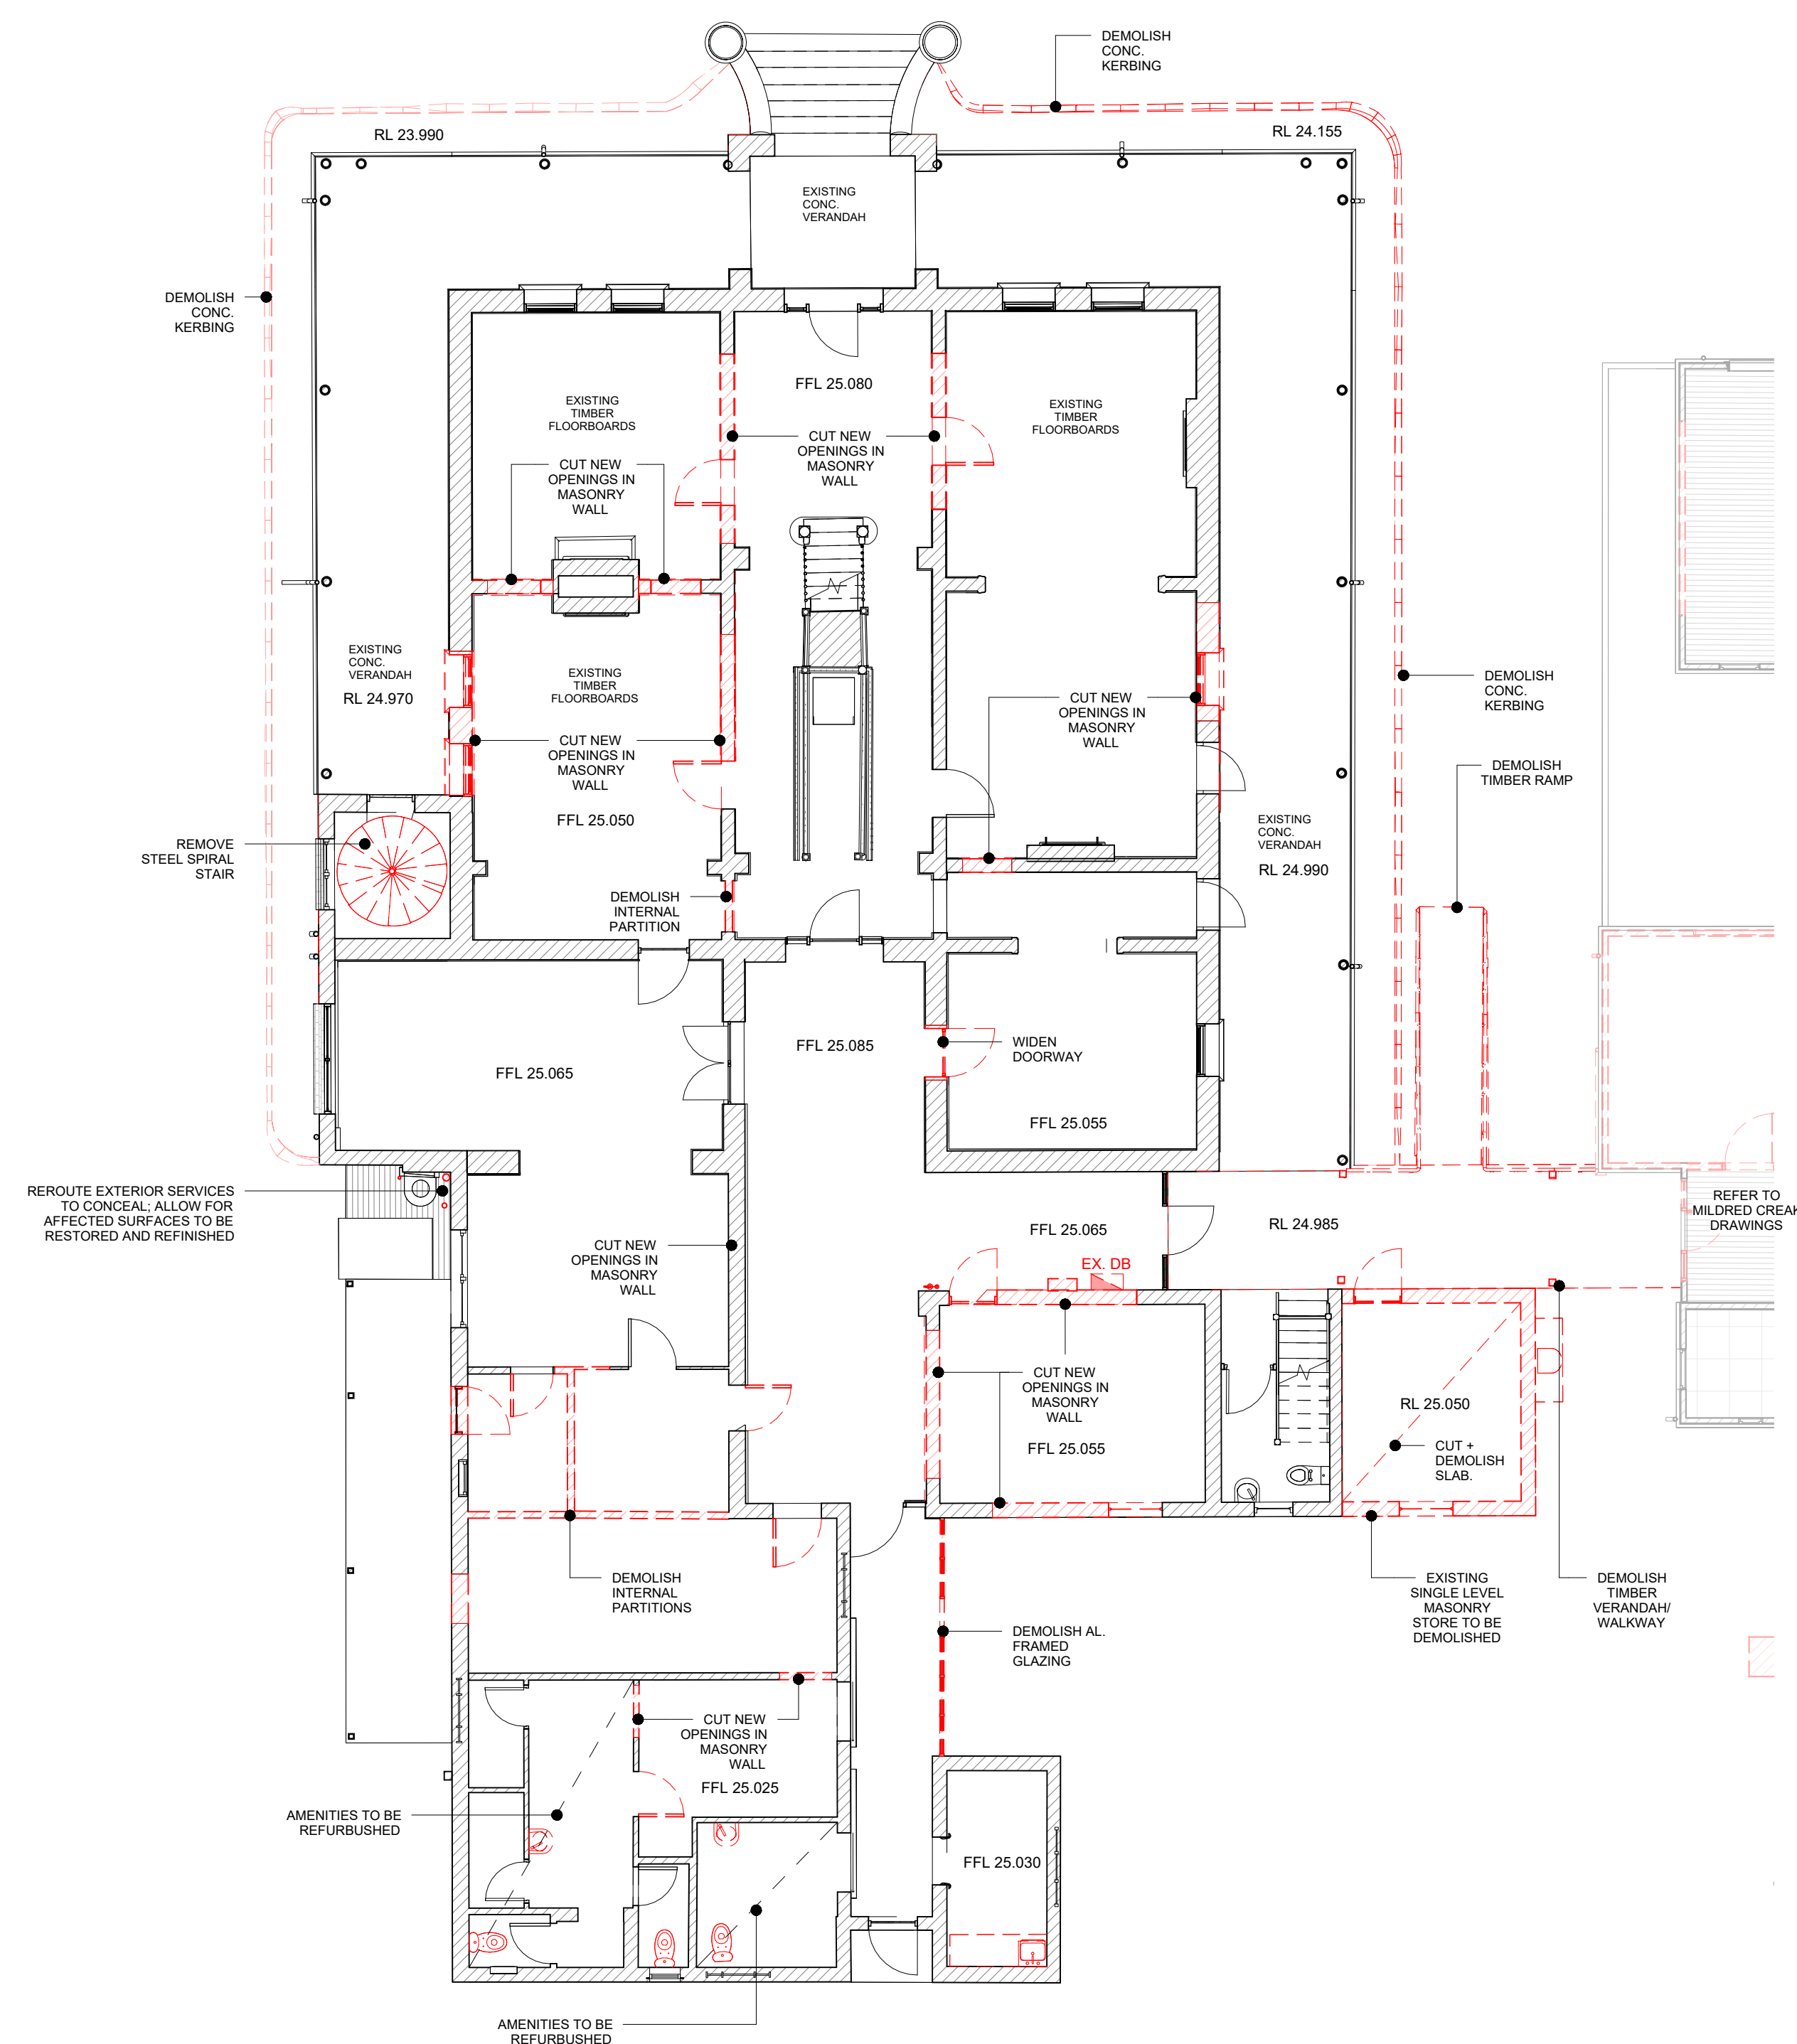 DEMOLISH
CONC.
KERBING
RL 23.990
RL 24.155
EXISTING
CONC.
VERANDAH
DEMOLISH
CONC.
KERBING
FFL 25.080
EXISTING
TIMBER
FLOORBOARDS
EXISTING
TIMBER
FLOORBOARDS
CUT NEW
OPENINGS IN
MASONRY
WALL
CUT NEW
OPENINGS IN
MASONRY
WALL
EXISTING
CONC.
VERANDAH
RL 24.970
EXISTING
TIMBER
FLOORBOARDS
CUT NEW
OPENINGS IN
MASONRY
WALL
DEMOLISH
CONC.
KERBING
CUT NEW
OPENINGS IN
MASONRY
WALL
DEMOLISH
TIMBER RAMP
FFL 25.050
EXISTING
CONC.
VERANDAH
RL 24.990
REMOVE
STEEL SPIRAL
STAIR
DEMOLISH
INTERNAL
PARTITION
FFL 25.085
WIDEN
DOORWAY
FFL 25.065
FFL 25.055
REROUTE EXTERIOR SERVICES
TO CONCEAL; ALLOW FOR
AFFECTED SURFACES TO BE
RESTORED AND REFINISHED
REFER TO
MILDRED CREAK
DRAWINGS
FFL 25.065
RL 24.985
CUT NEW
OPENINGS IN
MASONRY
WALL
EX. DB
CUT NEW
OPENINGS IN
MASONRY
WALL
FFL 25.055
RL 25.050
CUT +
DEMOLISH
SLAB.
DEMOLISH
INTERNAL
PARTITIONS
EXISTING
SINGLE LEVEL
MASONRY
STORE TO BE
DEMOLISHED
DEMOLISH
TIMBER
VERANDAH/
WALKWAY
DEMOLISH AL.
FRAMED
GLAZING
CUT NEW
OPENINGS IN
MASONRY
WALL
FFL 25.025
AMENITIES TO BE
REFURBUSHED
FFL 25.030
AMENITIES TO BE
REFURBUSHED